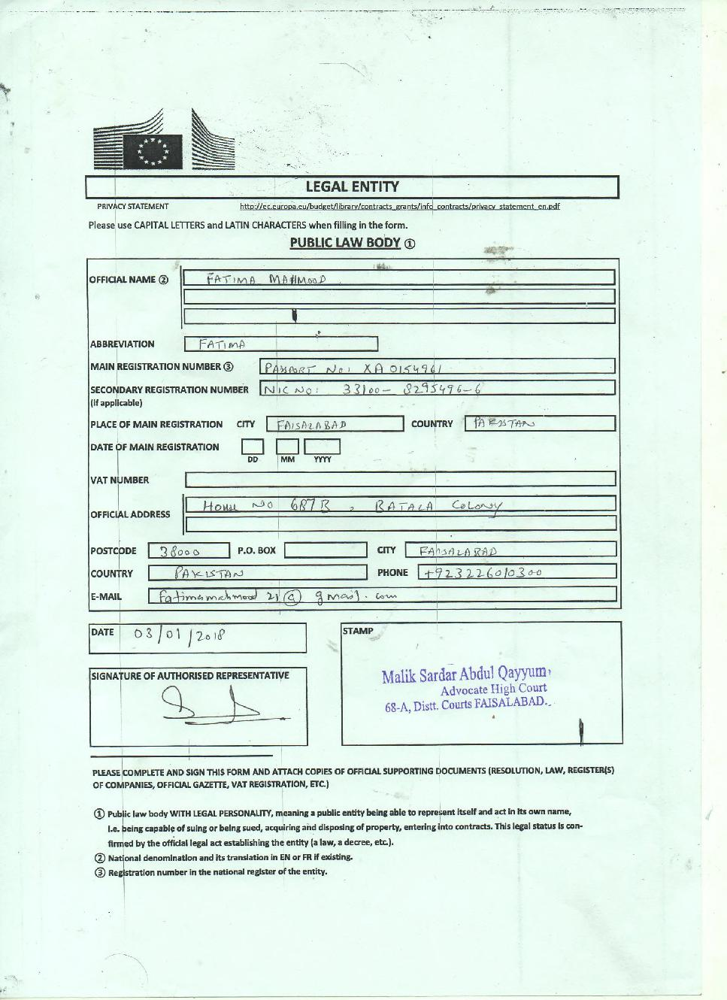 LEGAL ENTITY
PRIVACY STATEMENT http://ec.europa.eu/budget/library/contracts_grants/info_contracts/privacy_statement_en.pdf
Please use CAPITAL LETTERS and LATIN CHARACTERS when filling in the form.
PUBLIC LAW BODY ①
OFFICIAL NAME ② FATIMA MAHMOOD
ABBREVIATION FATIMA
MAIN REGISTRATION NUMBER ③ PASSPORT No: XA 0154961
SECONDARY REGISTRATION NUMBER NIC NO: 33100-8295496-6
(if applicable)
PLACE OF MAIN REGISTRATION CITY FAISALABAD COUNTRY PAKISTAN
DATE OF MAIN REGISTRATION
DD MM YYYY
VAT NUMBER
OFFICIAL ADDRESS House NO 687 B, BATALA Colony
POSTCODE 38000 P.O. BOX CITY FAISALABAD
COUNTRY PAKISTAN PHONE +923226010300
E-MAIL fatimamahmood 21@gmail.com
DATE 03/01/2018
STAMP
SIGNATURE OF AUTHORISED REPRESENTATIVE
Malik Sardar Abdul Qayyum
Advocate High Court
68-A, Distt. Courts FAISALABAD.
PLEASE COMPLETE AND SIGN THIS FORM AND ATTACH COPIES OF OFFICIAL SUPPORTING DOCUMENTS (RESOLUTION, LAW, REGISTER(S)
OF COMPANIES, OFFICIAL GAZETTE, VAT REGISTRATION, ETC.)
① Public law body WITH LEGAL PERSONALITY, meaning a public entity being able to represent itself and act in its own name,
i.e. being capable of suing or being sued, acquiring and disposing of property, entering into contracts. This legal status is con-
firmed by the official legal act establishing the entity (a law, a decree, etc.).
② National denomination and its translation in EN or FR if existing.
③ Registration number in the national register of the entity.